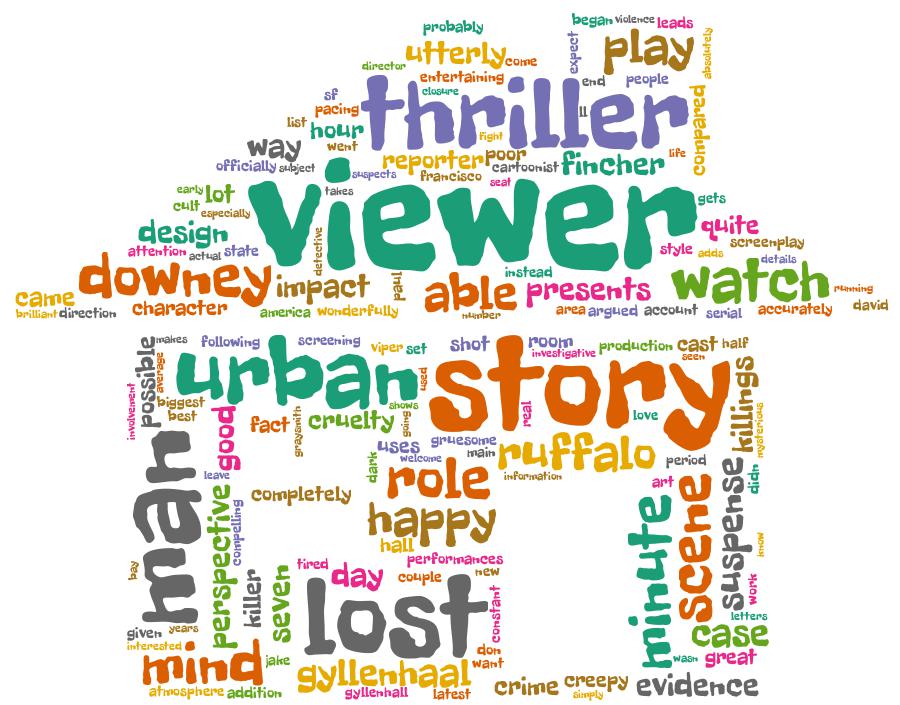 probably
began violence leads
utterly come
play
expect
absolutely
director
entertaining
closure
end people
sf
thriller
pacing
ll
compared
list hour
went
fight
way
reporter poor
life
officially subject
cartoonist fincher
suspects
francisco
seat
early lot
cult
takes
viewer
gets
especially
design
quite
detective
style
screenplay
attention actual state
adds
details
downey
impact
paul
instead
able presents
watch
running
came
character
america wonderfully
number
area argued account serial accurately david
brilliant direction
possible
makes following screening viper set
shot room
production cast half
investigative
seen
average
urban
used
story
killings
involvement
biggest
best
good
fact
graysmith
cruelty
shows
going
real
love
mysterious
man
uses
gruesome
main
ruffalo
welcome
period
dark
role
information
suspense
didn
leave
art
perspective
compelling
completely
happy
minute
scene
know
hall
bay
killer
seven
tired day
performances
couple
new
lost
constant
work
given years
letters
case
interested
mind
jake
don
want
wasn great
gyllenhaal
atmosphere addition
gyllenhall
latest
crime creepy
simply
evidence